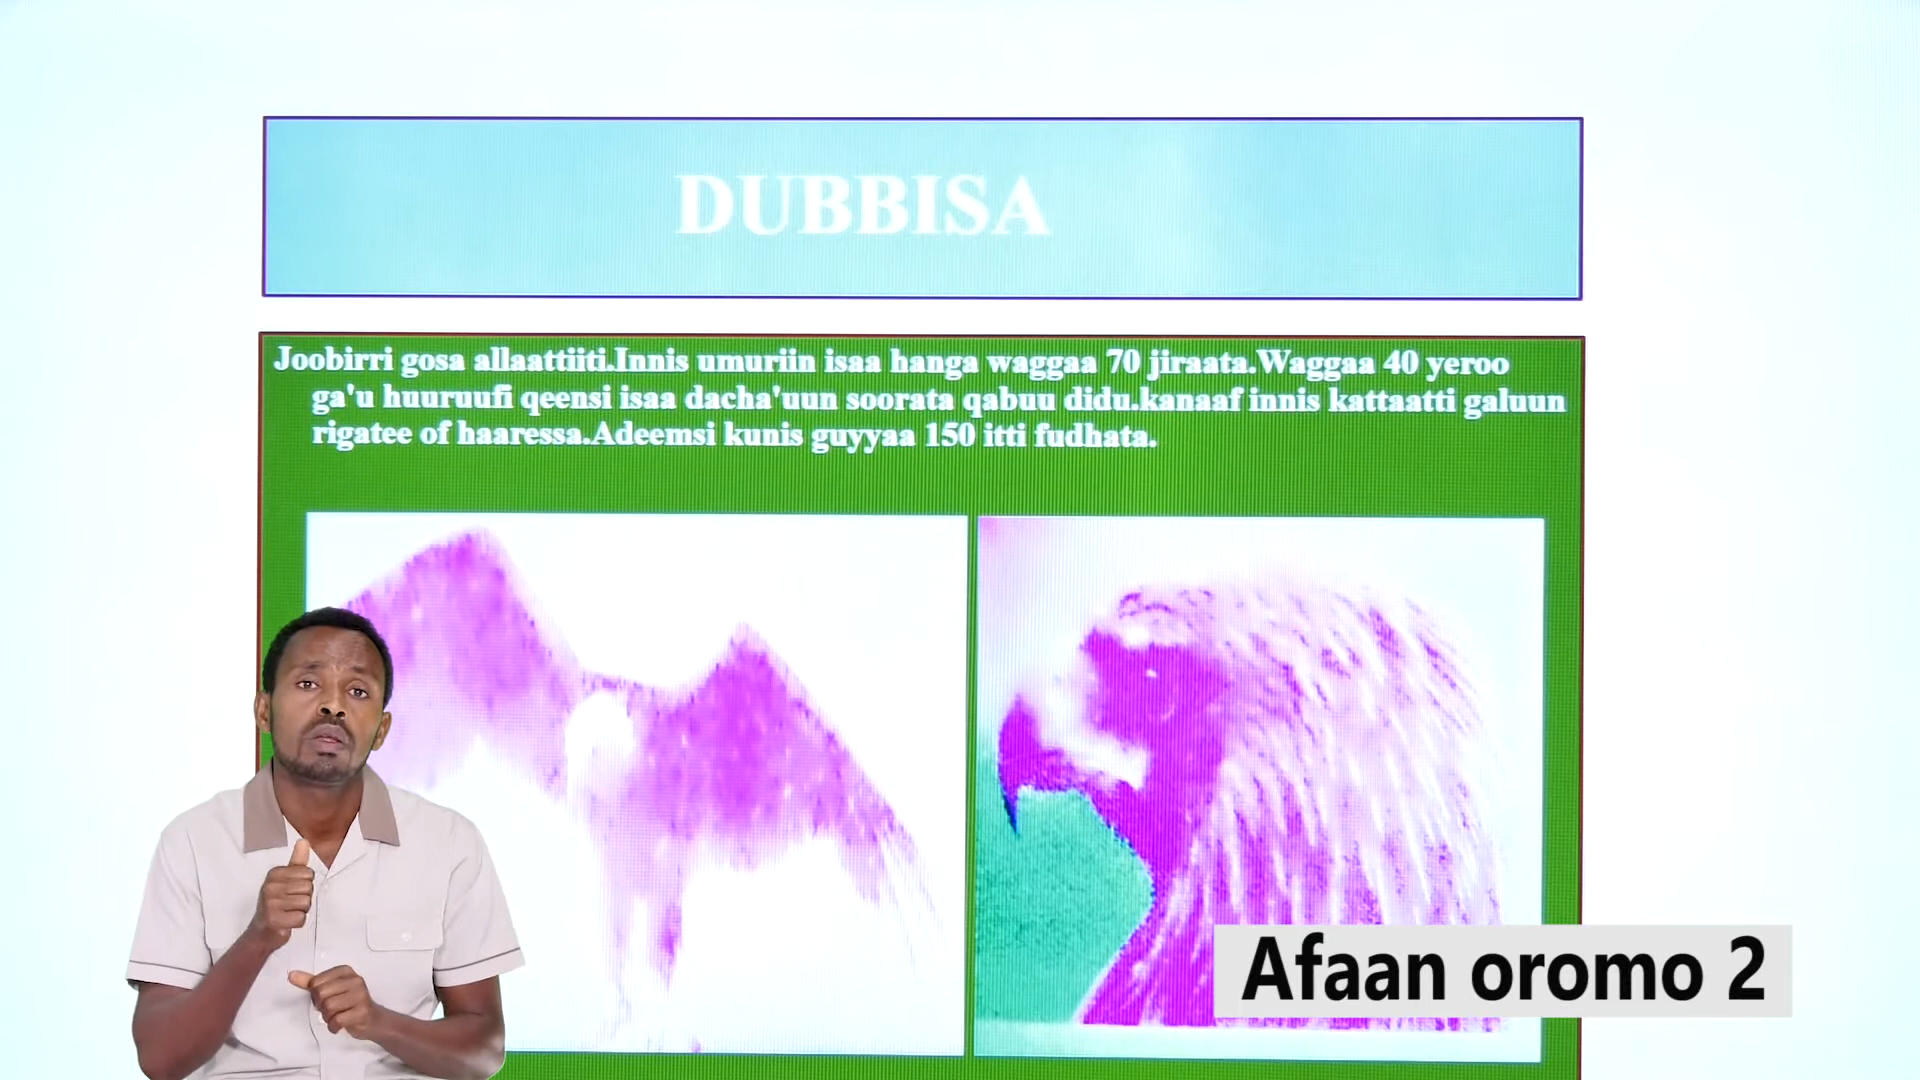 DUBBISA
Joobirri gosa allaattiiti.Innis umuriin isaa hanga waggaa 70 jiraata.Waggaa 40 yeroo
ga'u huuruufi qeensi isaa dacha'uun soorata qabuu didu.kanaaf innis kattaatti galuun
rigatee of haaressa.Adeemsi kunis guyyaa 150 itti fudhata.
Afaan oromo 2